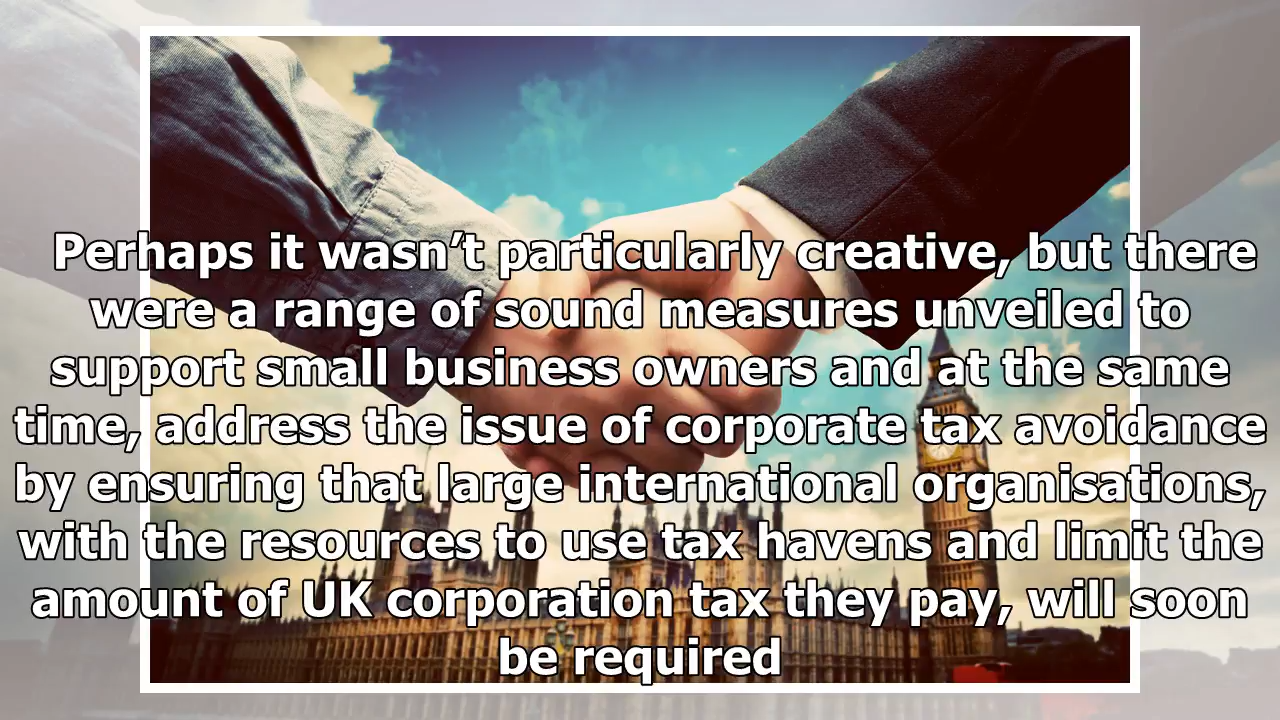 Perhaps it wasn’t particularly creative, but there
were a range of sound measures unveiled to
support small business owners and at the same
time, address the issue of corporate tax avoidance
by ensuring that large international organisations,
with the resources to use tax havens and limit the
amount of UK corporation tax they pay, will soon
be required